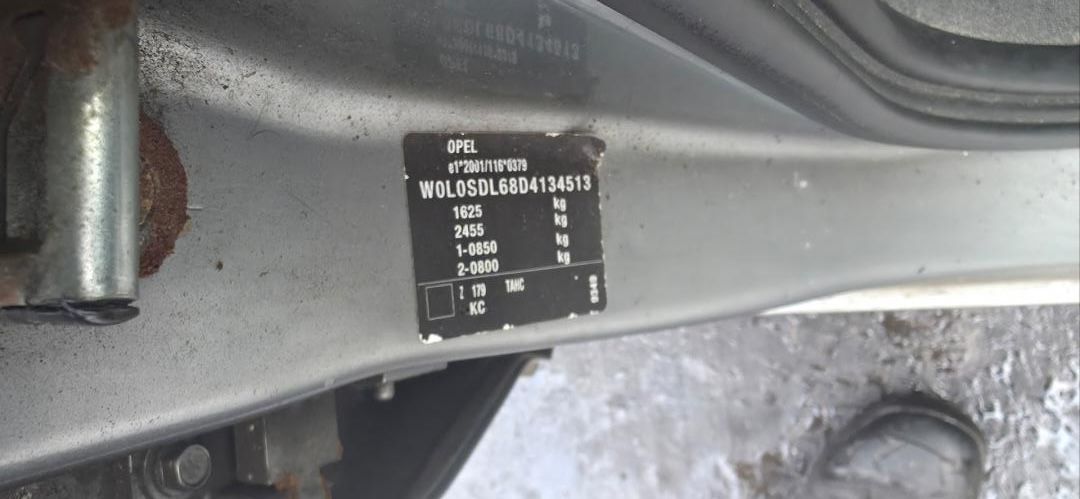 OPEL
e1*2001/116*0379
W0L0SDL68D4134513
1625 kg
2455 kg
1-0850 kg
2-0800 kg
Z 179 TAHC
KC